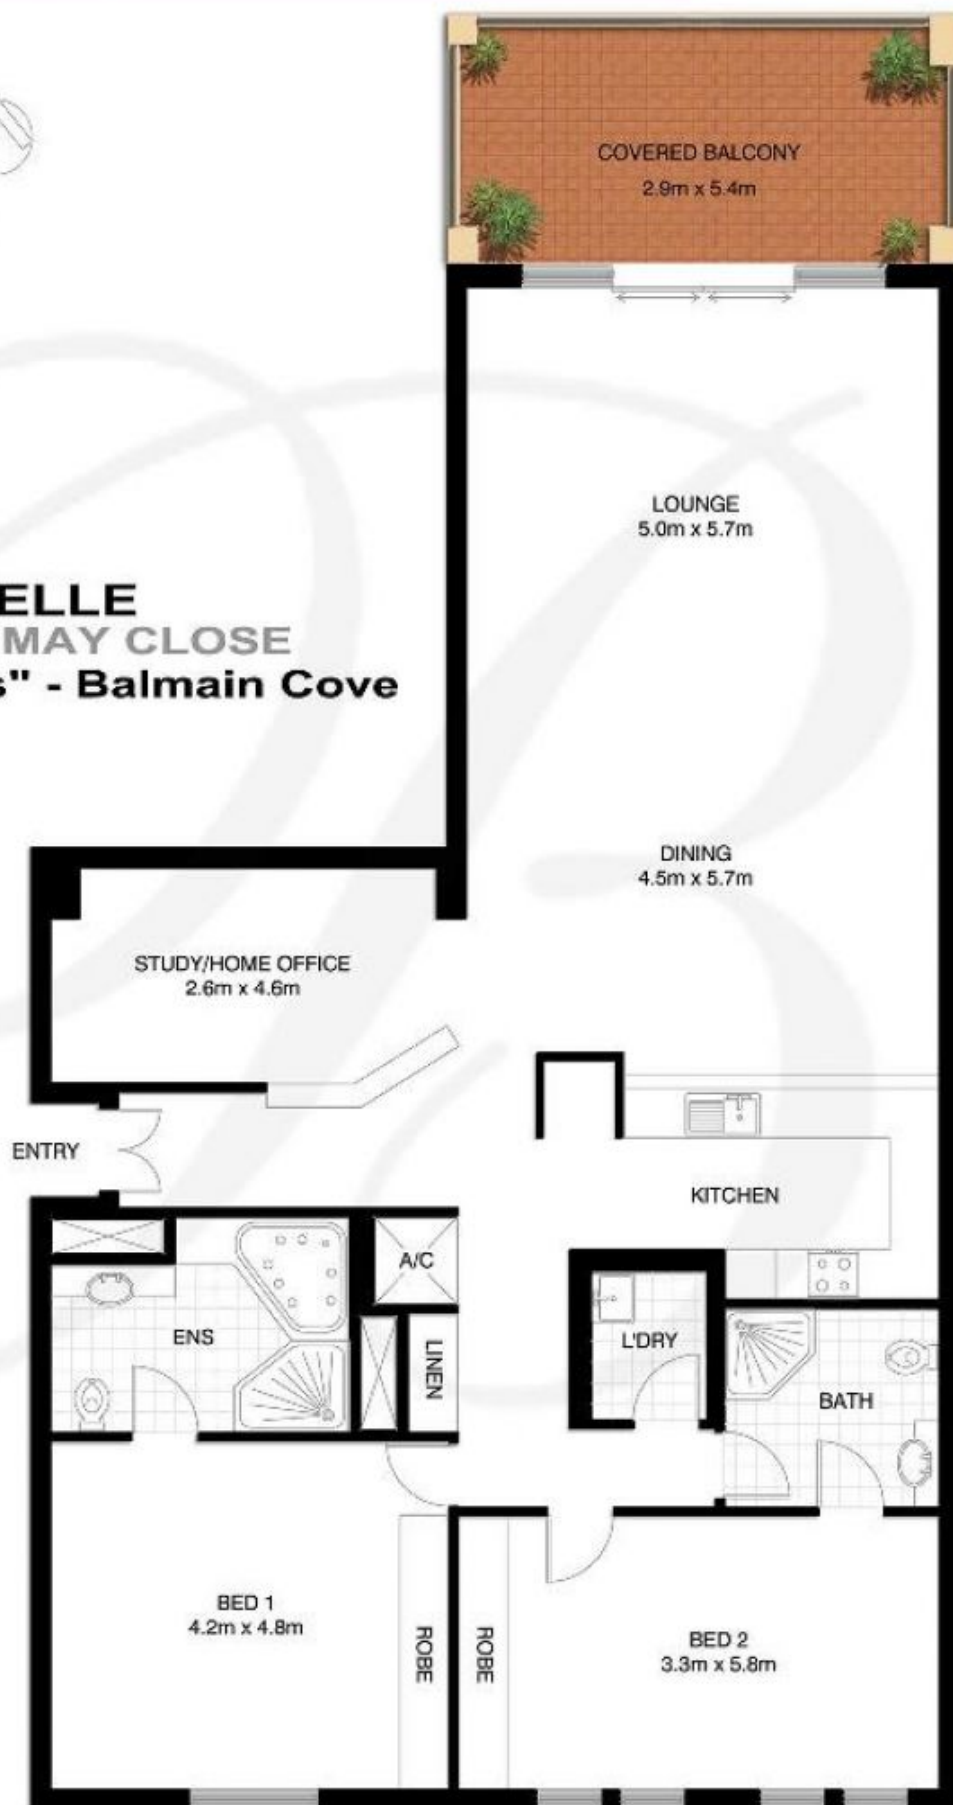 COVERED BALCONY
2.9m x 5.4m
LOUNGE
5.0m x 5.7m
ELLE
MAY CLOSE
s" - Balmain Cove
DINING
4.5m x 5.7m
STUDY/HOME OFFICE
2.6m x 4.6m
ENTRY
KITCHEN
A/C
ENS
LINEN
L'DRY
BATH
BED 1
4.2m x 4.8m
ROBE
ROBE
BED 2
3.3m x 5.8m